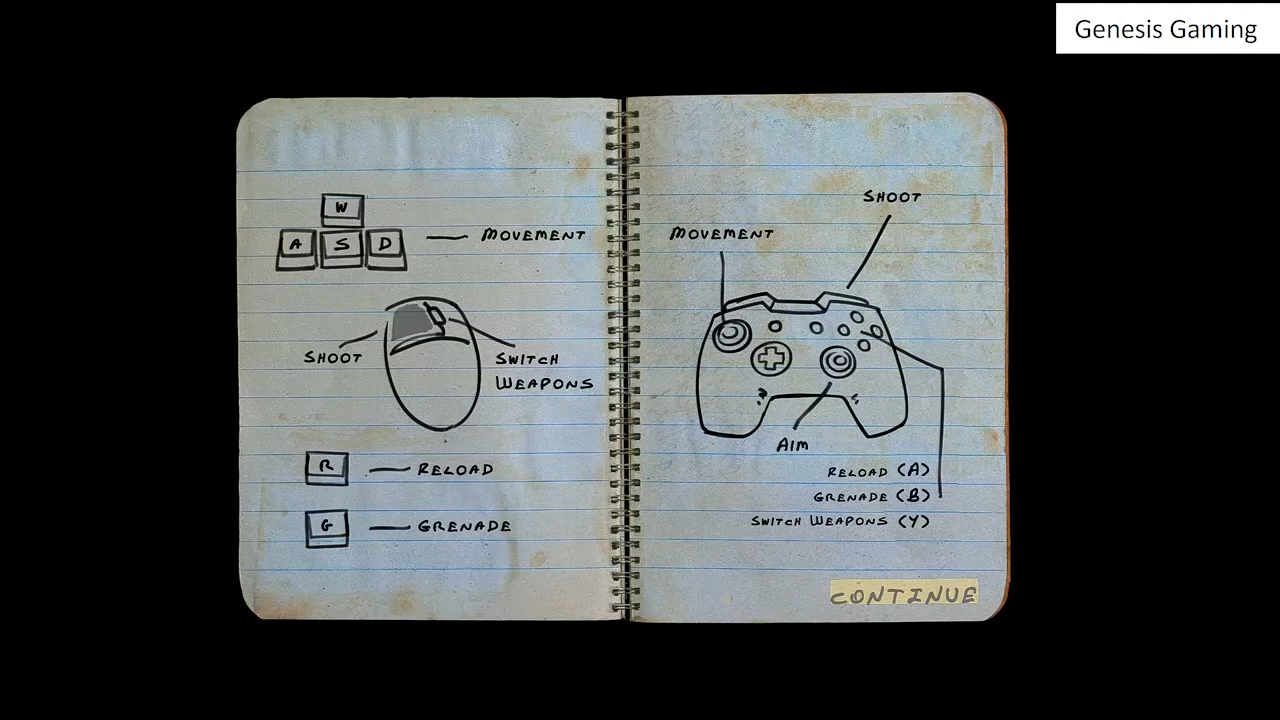 Genesis Gaming
W
A S D
MOVEMENT
SHOOT
SWITCH
WEAPONS
R
RELOAD
G
GRENADE
SHOOT
MOVEMENT
AIM
RELOAD (A)
GRENADE (B)
SWITCH WEAPONS (Y)
CONTINUE